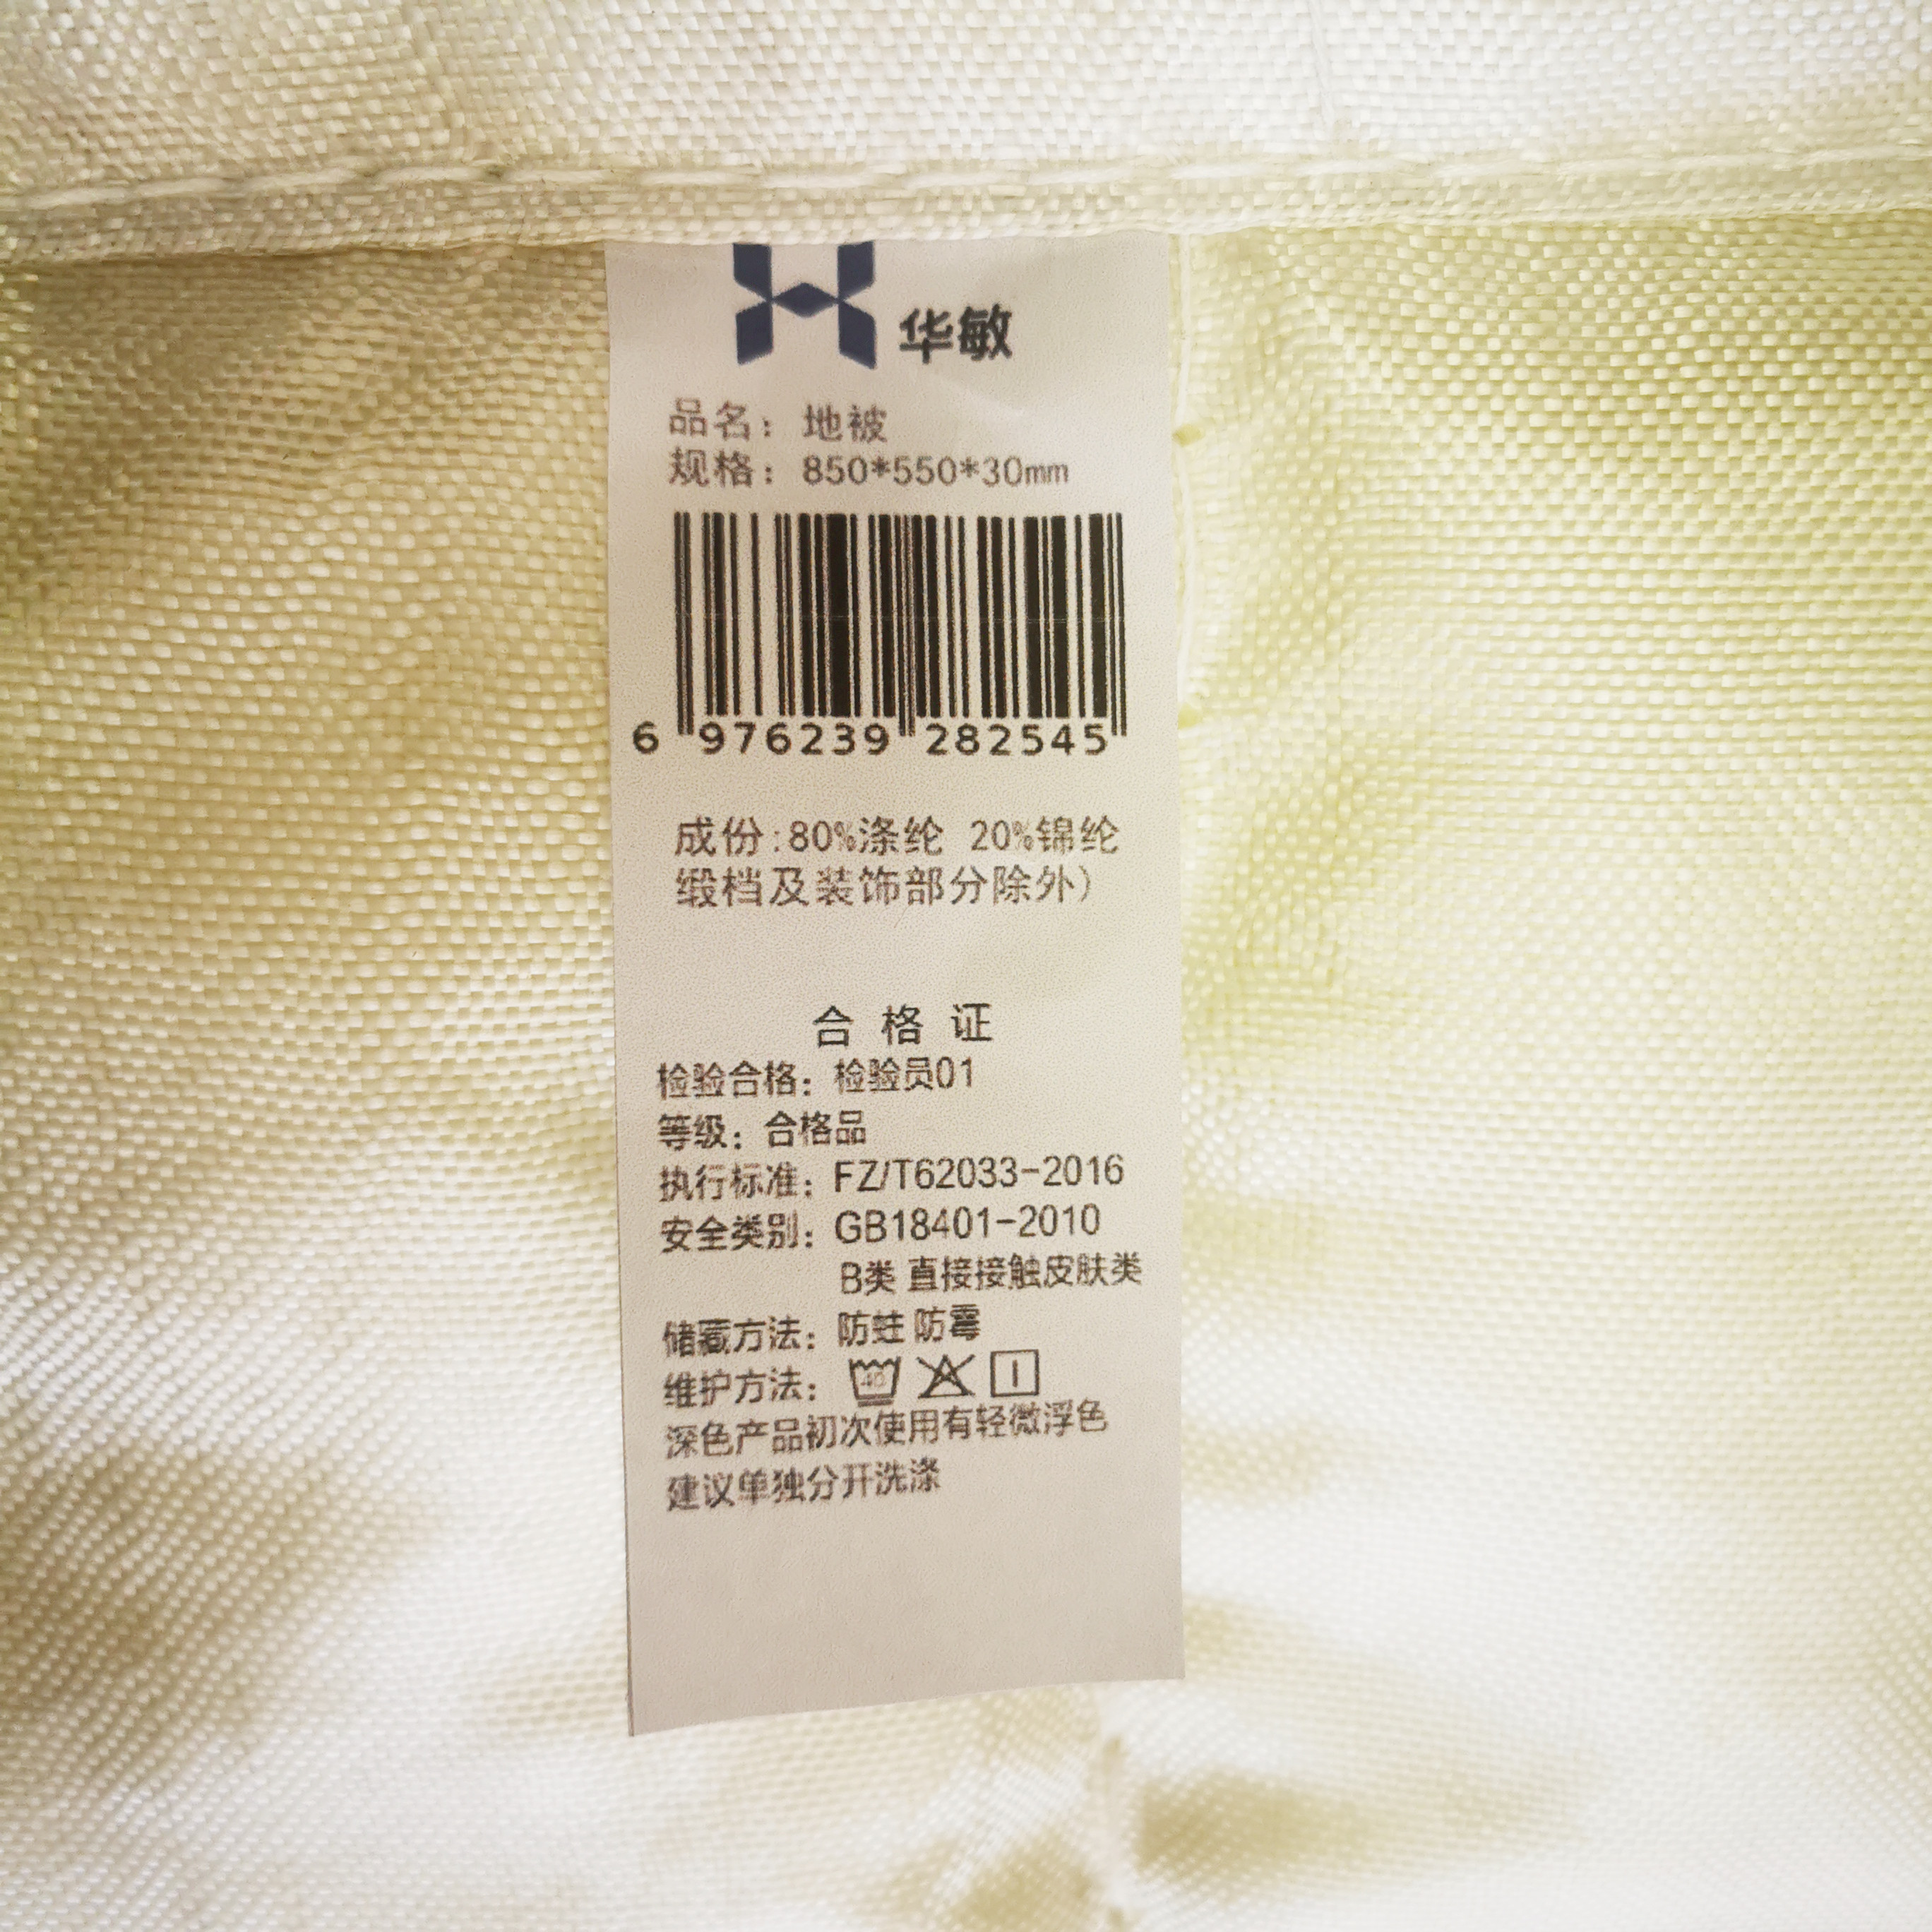 华敏
品名：地被
规格：850*550*30mm
6 976239 282545
成份:80%涤纶 20%锦纶
缎档及装饰部分除外）
合格证
检验合格：检验员01
等级：合格品
执行标准：FZ/T62033-2016
安全类别：GB18401-2010
B类 直接接触皮肤类
储藏方法：防蛀 防霉
维护方法：40
深色产品初次使用有轻微浮色
建议单独分开洗涤